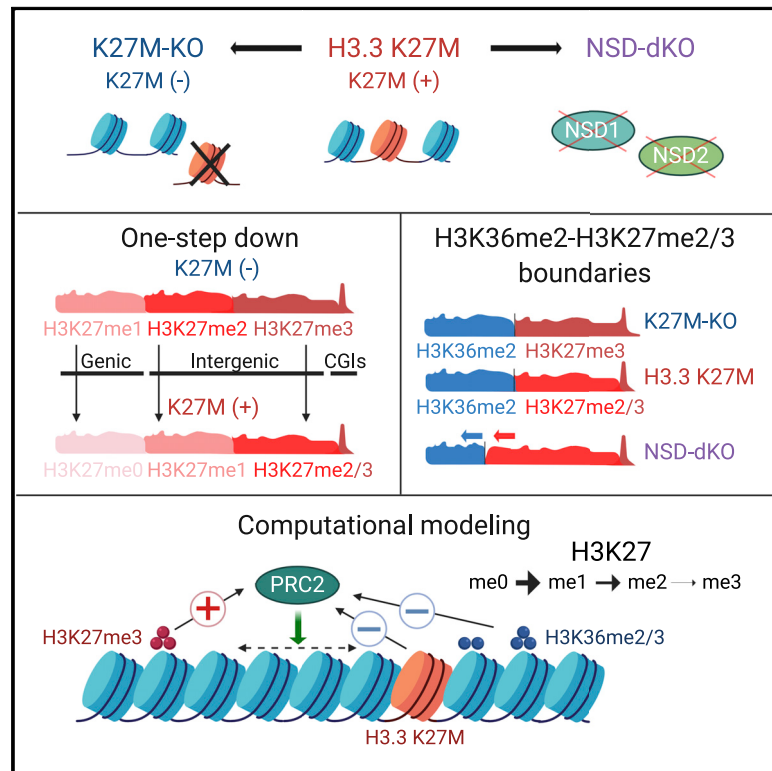 K27M-KO
H3.3 K27M
NSD-dKO
K27M (-)
K27M (+)
NSD1
NSD2
One-step down
K27M (-)
H3K27me1 H3K27me2 H3K27me3
Genic Intergenic CGIs
K27M (+)
H3K27me0 H3K27me1 H3K27me2/3
H3K36me2-H3K27me2/3
boundaries
K27M-KO
H3K36me2 H3K27me3
H3.3 K27M
H3K36me2 H3K27me2/3
NSD-dKO
Computational modeling
H3K27
me0 me1 me2 me3
PRC2
+
−
−
H3K27me3
H3K36me2/3
H3.3 K27M